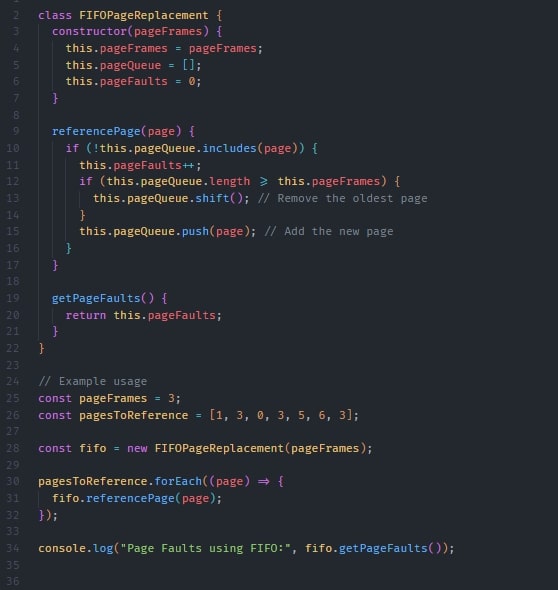 2 class FIFOPageReplacement {
3   constructor(pageFrames) {
4     this.pageFrames = pageFrames;
5     this.pageQueue = [];
6     this.pageFaults = 0;
7   }
8
9   referencePage(page) {
10     if (!this.pageQueue.includes(page)) {
11       this.pageFaults++;
12       if (this.pageQueue.length ⩾ this.pageFrames) {
13         this.pageQueue.shift(); // Remove the oldest page
14       }
15       this.pageQueue.push(page); // Add the new page
16     }
17   }
18
19   getPageFaults() {
20     return this.pageFaults;
21   }
22 }
23
24 // Example usage
25 const pageFrames = 3;
26 const pagesToReference = [1, 3, 0, 3, 5, 6, 3];
27
28 const fifo = new FIFOPageReplacement(pageFrames);
29
30 pagesToReference.forEach((page) ⇒ {
31   fifo.referencePage(page);
32 });
33
34 console.log("Page Faults using FIFO:", fifo.getPageFaults());
35
36